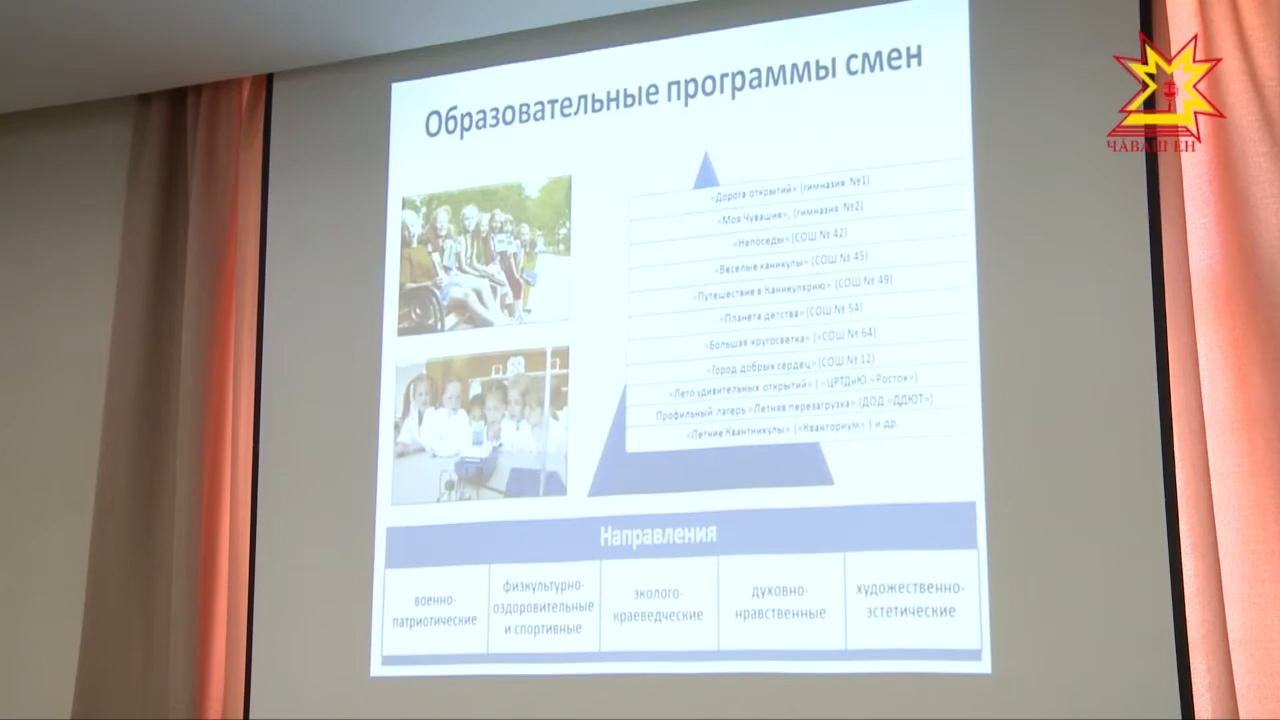 Образовательные программы смен
ЧĂВАШ ЕН
«Дорога открытий» (гимназия №1)
«Моя Чувашия», (гимназия №2)
«Непоседы» (СОШ № 42)
«Веселые каникулы» (СОШ № 45)
«Путешествие в Каникулярию» (СОШ № 49)
«Планета детства» (СОШ № 54)
«Большая кругосветка» («СОШ № 64)
«Город добрых сердец» (СОШ № 12)
«Лето удивительных открытий» ( «ЦРТДиЮ «Росток»)
Профильный лагерь «Летняя перезагрузка» (ДОД «ДДЮТ»)
«Летние Квантникулы» («Кванториум» ) и др.
Направления
военно-
патриотические
физкультурно-
оздоровительные
и спортивные
эколого-
краеведческие
духовно-
нравственные
художественно-
эстетические